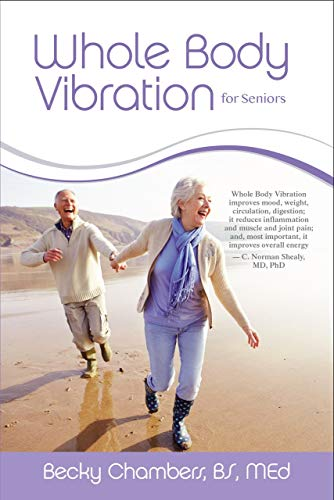 Whole Body
Vibration for Seniors
Whole Body Vibration
improves mood, weight,
circulation, digestion;
it reduces inflammation
and muscle and joint pain;
and, most important, it
improves overall energy
— C. Norman Shealy,
MD, PhD
Becky Chambers, BS, MEd